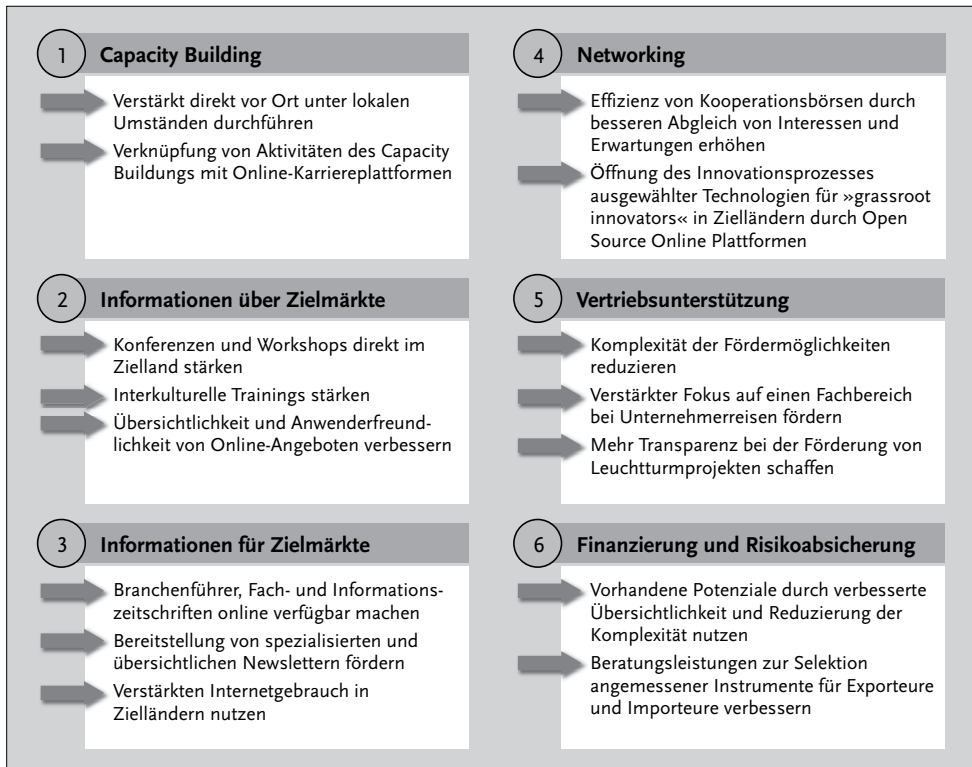 1 Capacity Building
Verstärkt direkt vor Ort unter lokalen
Umständen durchführen
Verknüpfung von Aktivitäten des Capacity
Buildungs mit Online-Karriereplattformen
2 Informationen über Zielmärkte
Konferenzen und Workshops direkt im
Zielland stärken
Interkulturelle Trainings stärken
Übersichtlichkeit und Anwenderfreund-
lichkeit von Online-Angeboten verbessern
3 Informationen für Zielmärkte
Branchenführer, Fach- und Informations-
zeitschriften online verfügbar machen
Bereitstellung von spezialisierten und
übersichtlichen Newslettern fördern
Verstärkten Internetgebrauch in
Zielländern nutzen
4 Networking
Effizienz von Kooperationsbörsen durch
besseren Abgleich von Interessen und
Erwartungen erhöhen
Öffnung des Innovationsprozesses
ausgewählter Technologien für »grassroot
innovators« in Zielländern durch Open
Source Online Plattformen
5 Vertriebsunterstützung
Komplexität der Fördermöglichkeiten
reduzieren
Verstärkter Fokus auf einen Fachbereich
bei Unternehmerreisen fördern
Mehr Transparenz bei der Förderung von
Leuchtturmprojekten schaffen
6 Finanzierung und Risikoabsicherung
Vorhandene Potenziale durch verbesserte
Übersichtlichkeit und Reduzierung der
Komplexität nutzen
Beratungsleistungen zur Selektion
angemessener Instrumente für Exporteure
und Importeure verbessern